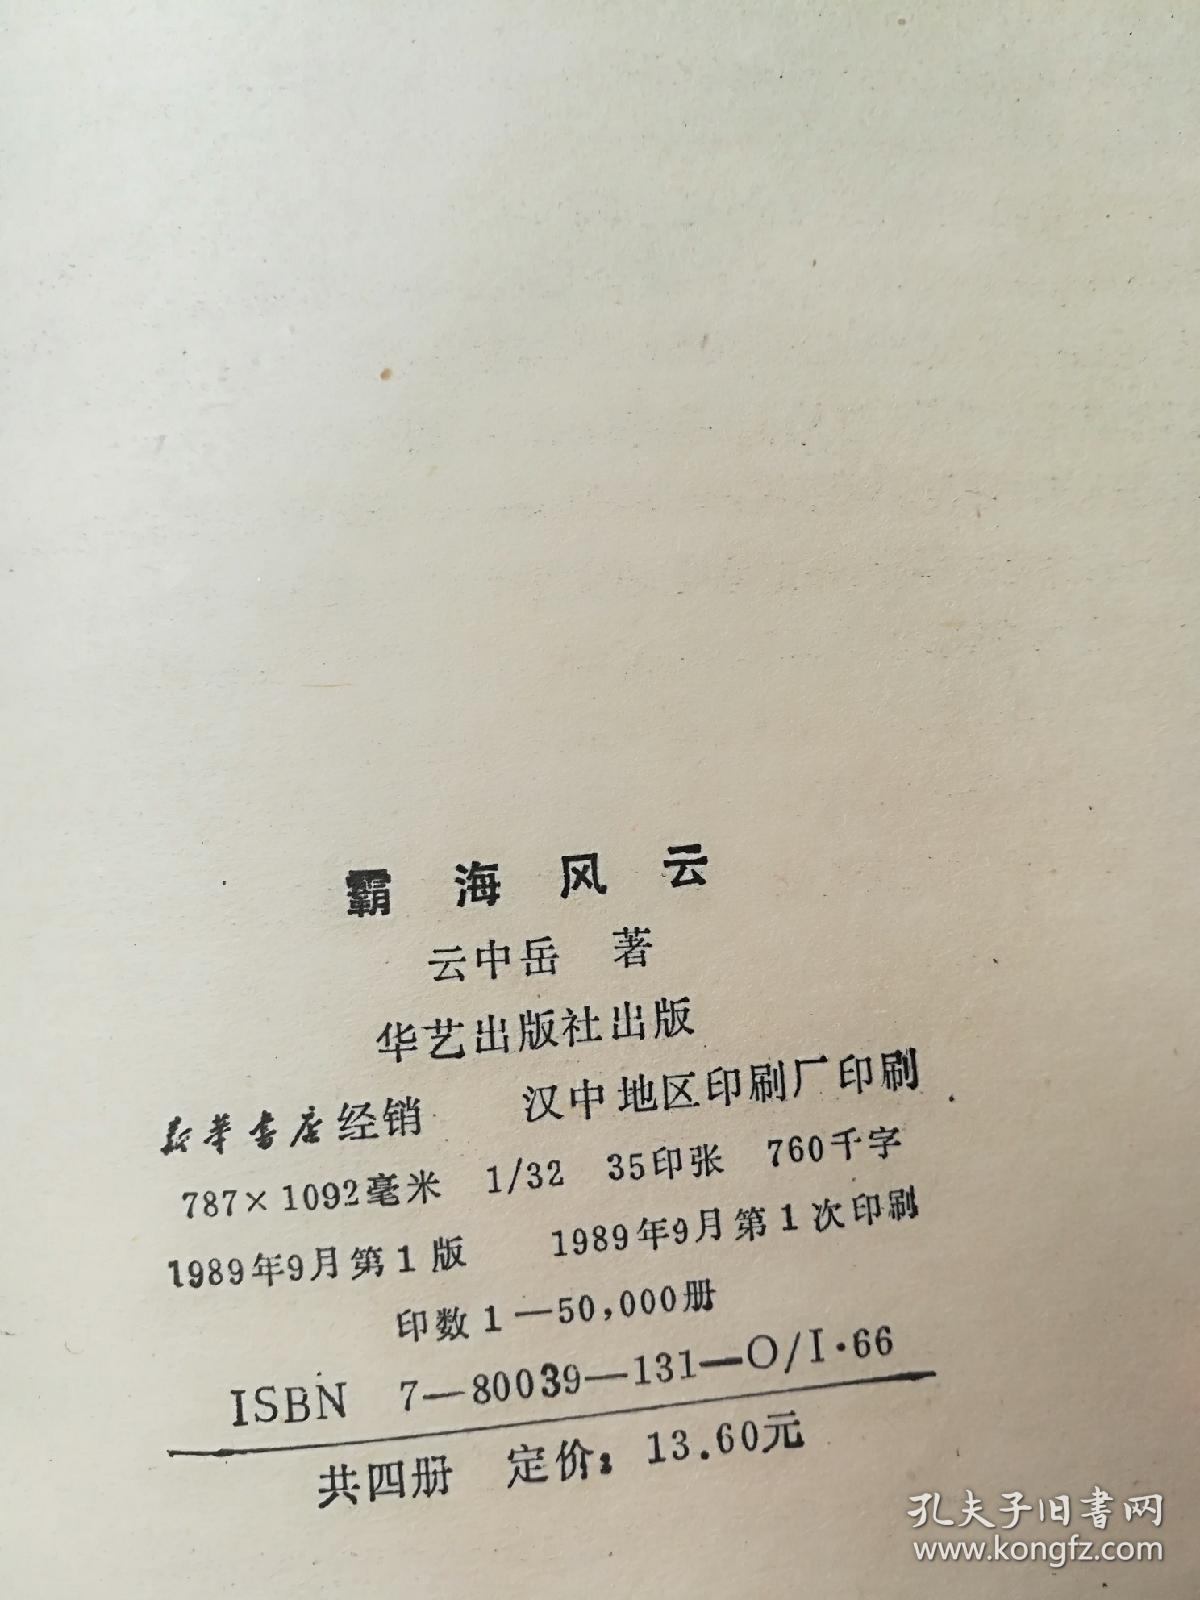 霸海风云
云中岳 著
华艺出版社出版
新华书店经销 汉中地区印刷厂印刷
787×1092毫米 1/32 35印张 760千字
1989年9月第1版 1989年9月第1次印刷
印数1—50,000册
ISBN 7—80039—131—O/I·66
共四册 定价：13.60元
孔夫子旧书网
www.kongfz.com